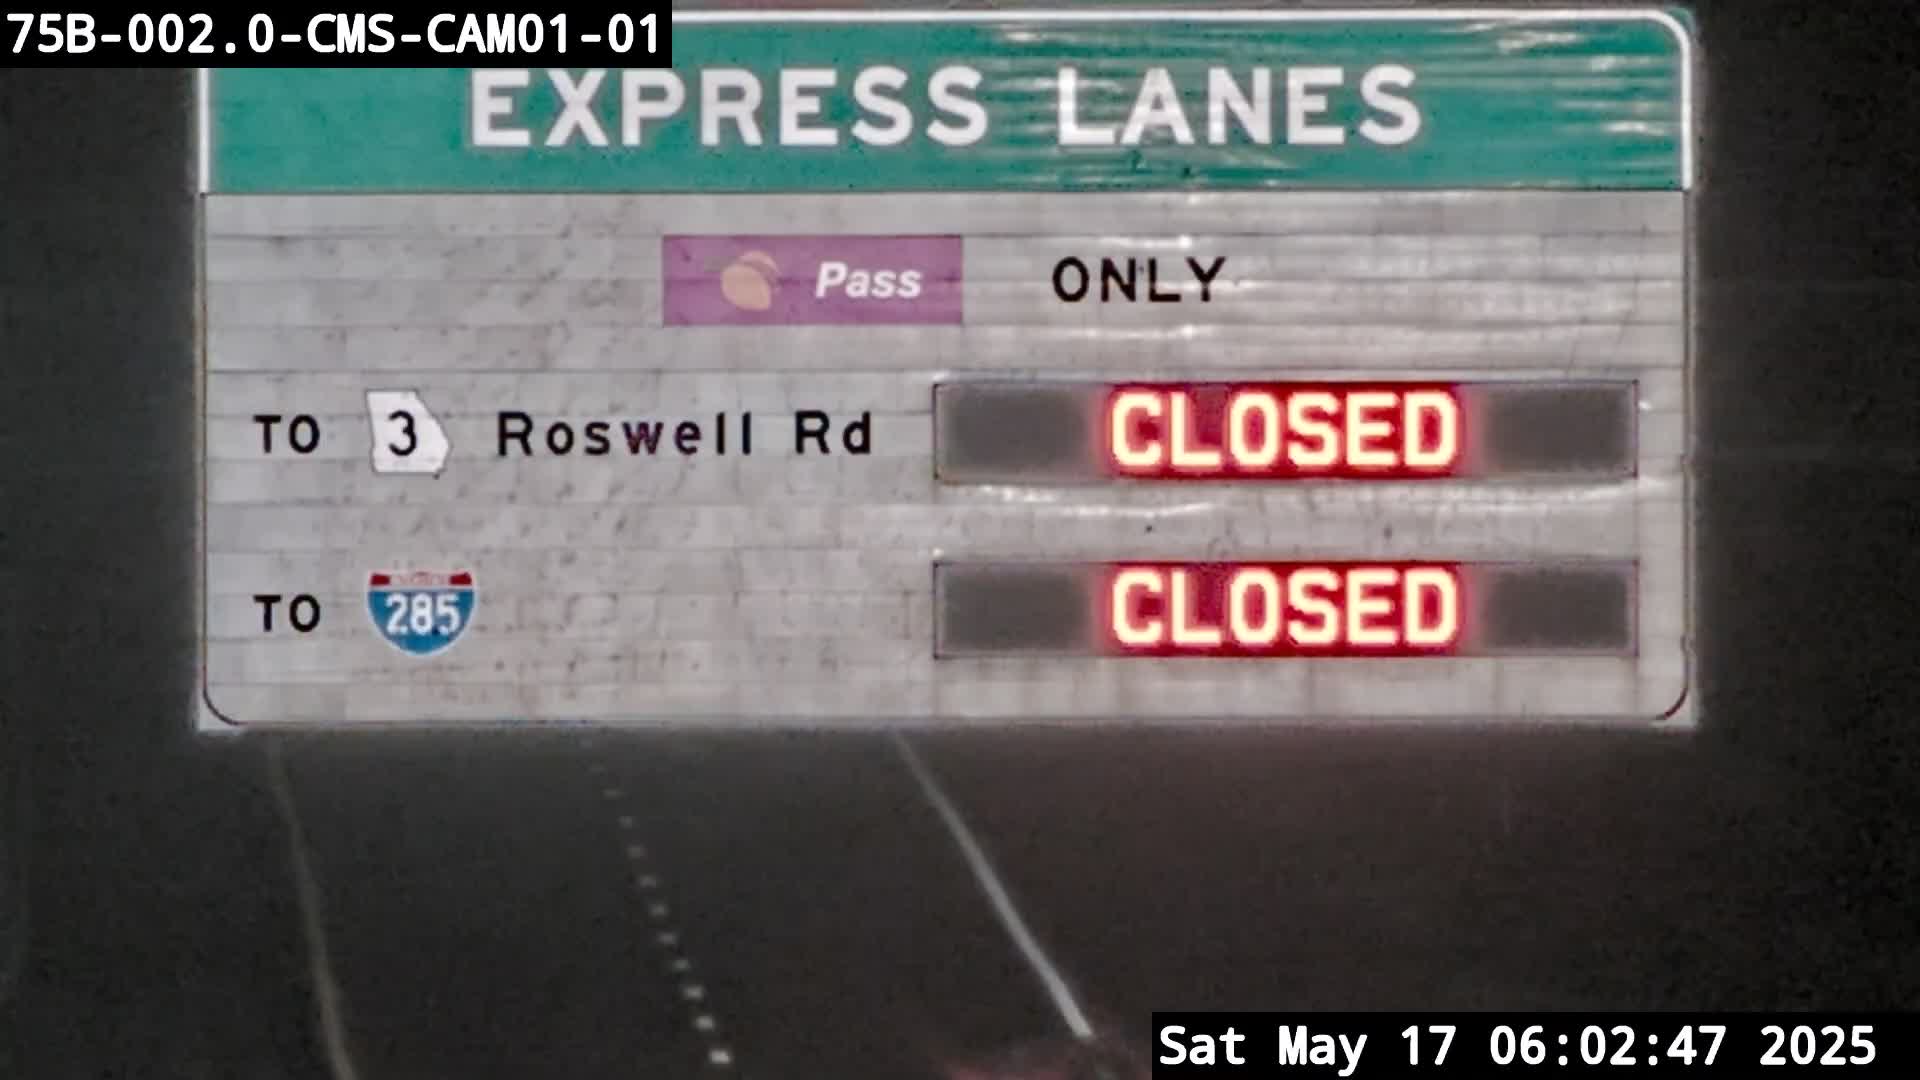 75B-002.0-CMS-CAM01-01
EXPRESS LANES
Pass ONLY
TO 3 Roswell Rd CLOSED
TO 285 CLOSED
Sat May 17 06:02:47 2025